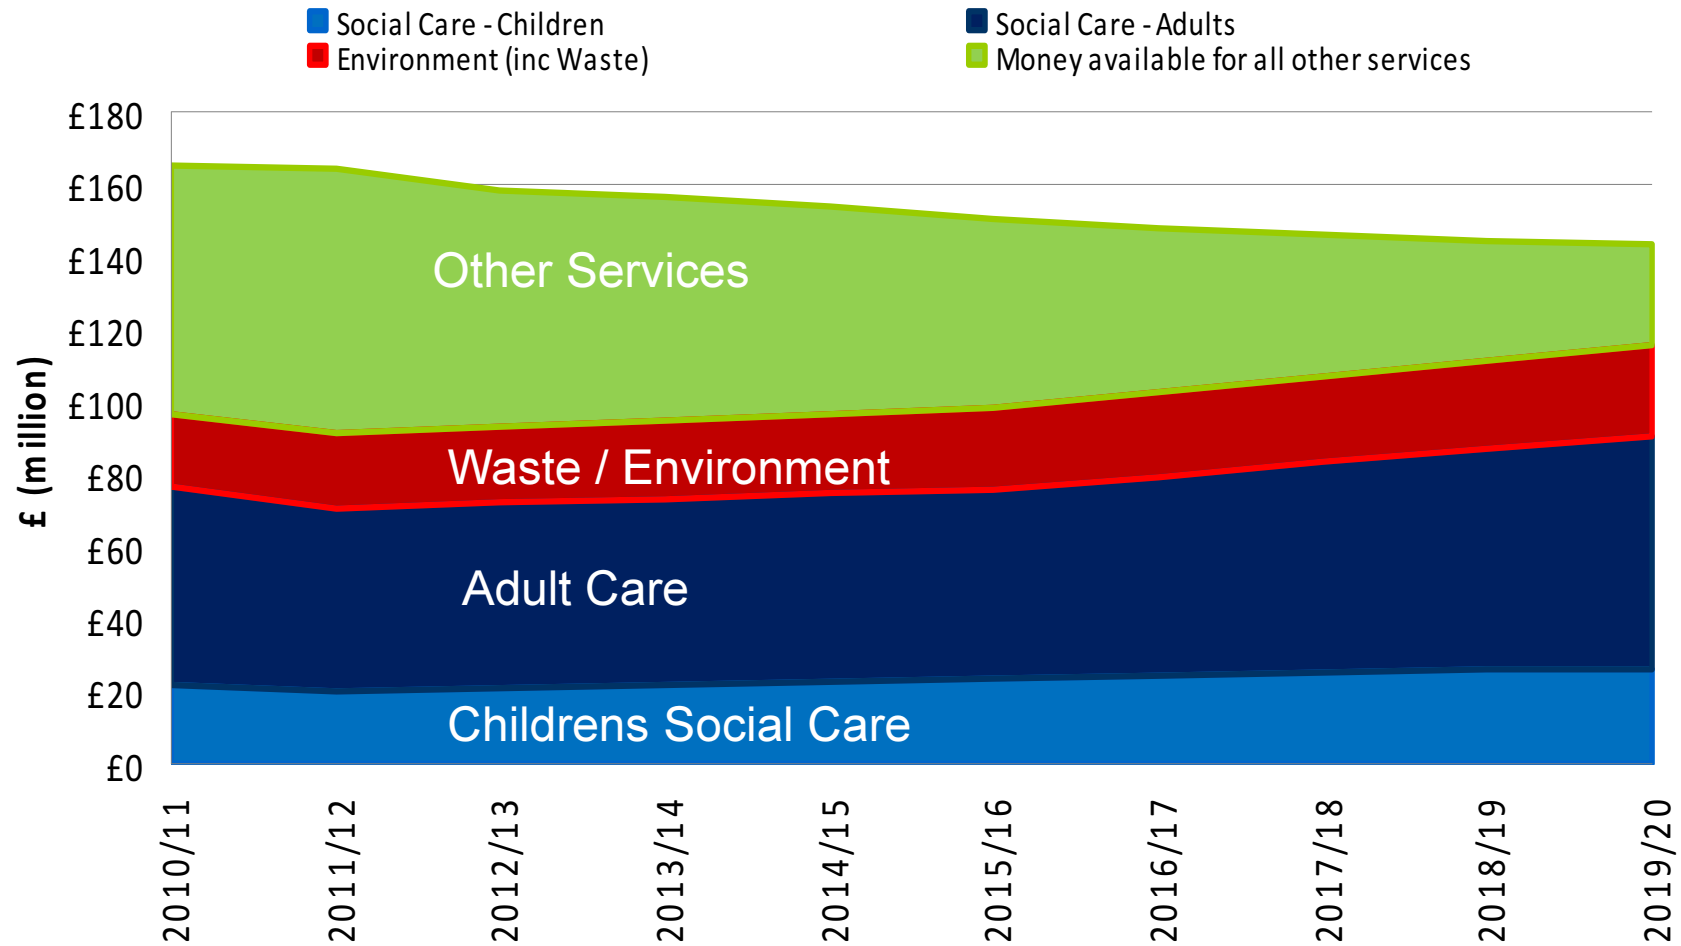 Social Care - Children
Social Care - Adults
Environment (inc Waste)
Money available for all other services
£180
£160
£140
£120
£100
£80
£60
£40
£20
£0
£ (million)
Other Services
Waste / Environment
Adult Care
Childrens Social Care
2010/11
2011/12
2012/13
2013/14
2014/15
2015/16
2016/17
2017/18
2018/19
2019/20